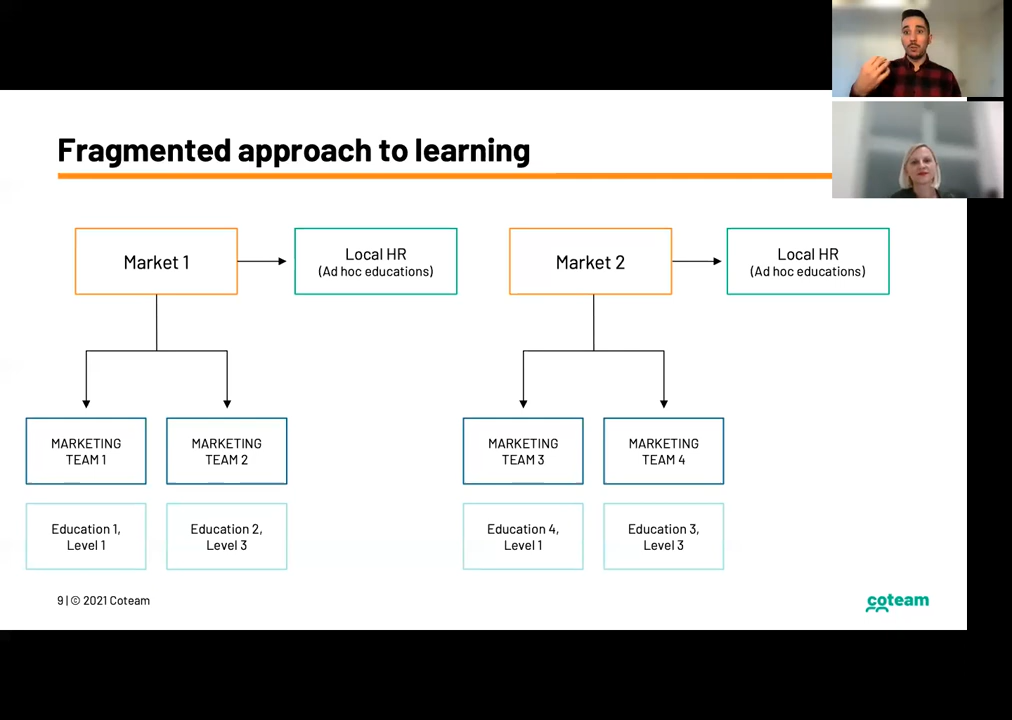 Fragmented approach to learning
Market 1
Local HR
(Ad hoc educations)
Market 2
Local HR
(Ad hoc educations)
MARKETING
TEAM 1
MARKETING
TEAM 2
MARKETING
TEAM 3
MARKETING
TEAM 4
Education 1,
Level 1
Education 2,
Level 3
Education 4,
Level 1
Education 3,
Level 3
9 | © 2021 Coteam
coteam